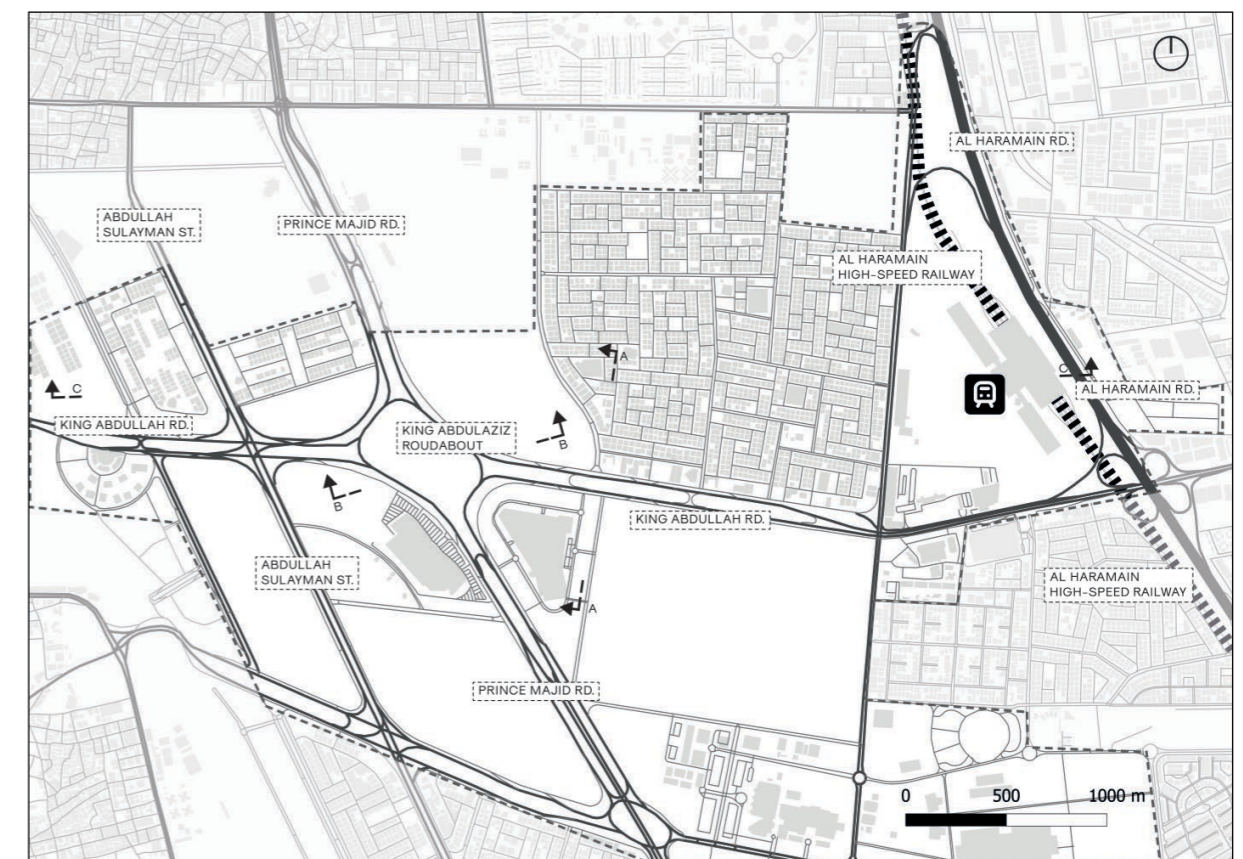 AL HARAMAIN RD.
ABDULLAH
SULAYMAN ST.
PRINCE MAJID RD.
AL HARAMAIN
HIGH-SPEED RAILWAY
A
C
C
AL HARAMAIN RD.
KING ABDULLAH RD.
KING ABDULAZIZ
ROUDABOUT
B
B
KING ABDULLAH RD.
ABDULLAH
SULAYMAN ST.
AL HARAMAIN
HIGH-SPEED RAILWAY
A
PRINCE MAJID RD.
0 500 1000 m